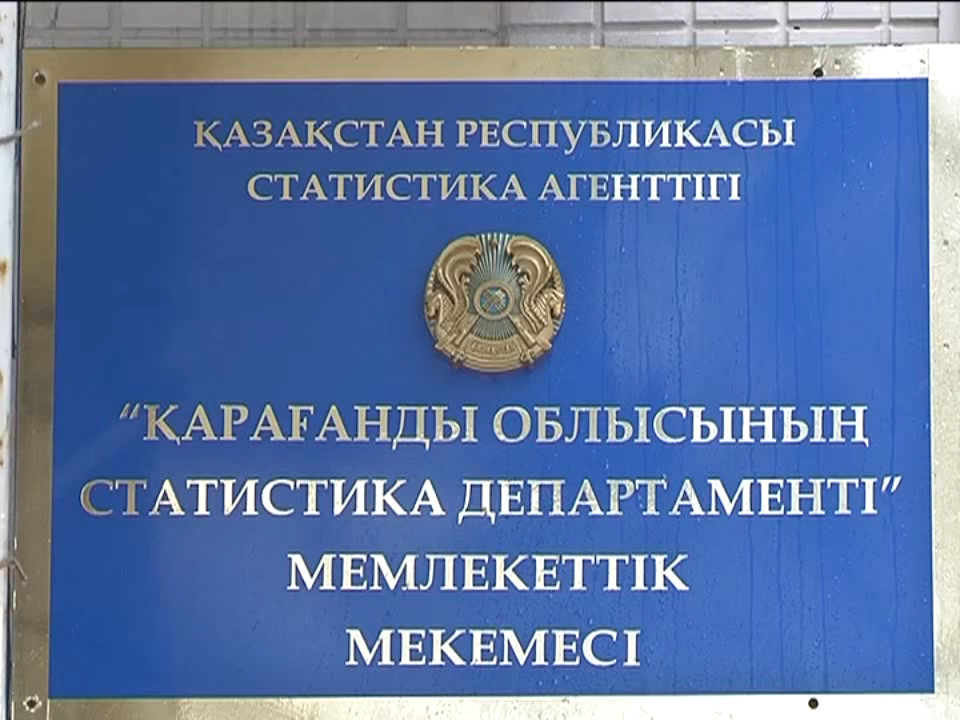 ҚАЗАҚСТАН РЕСПУБЛИКАСЫ
СТАТИСТИКА АГЕНТТІГІ
“ҚАРАҒАНДЫ ОБЛЫСЫНЫҢ
СТАТИСТИКА ДЕПАРТАМЕНТІ”
МЕМЛЕКЕТТІК
МЕКЕМЕСІ